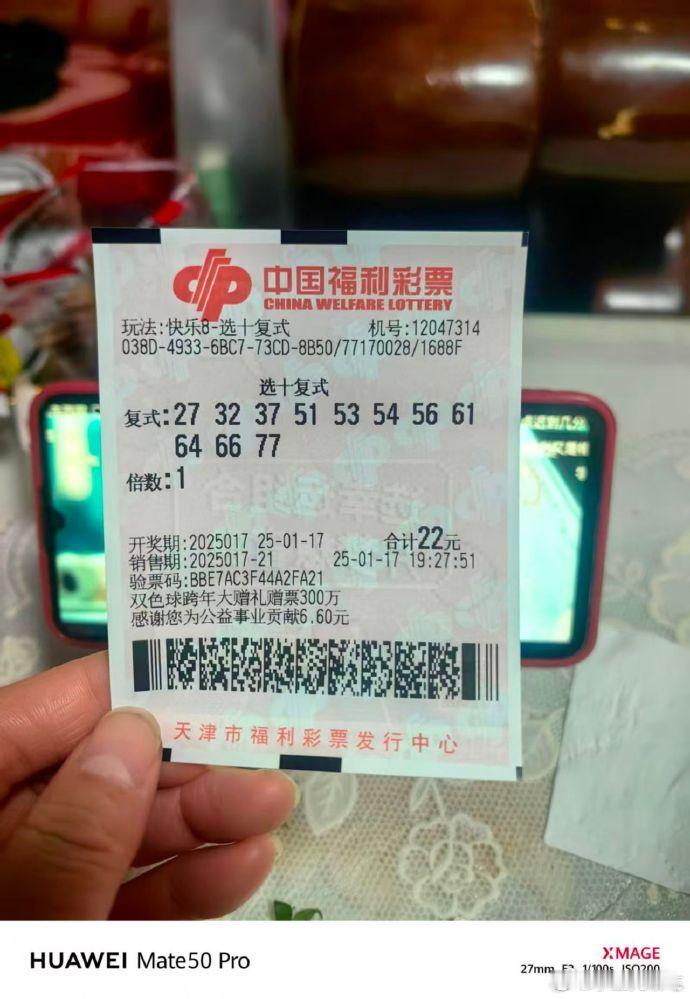 中国福利彩票
CHINA WELFARE LOTTERY
玩法:快乐8-选十复式 机号:12047314
038D-4933-6BC7-73CD-8B50/77170028/1688F
选十复式
复式:27 32 37 51 53 54 56 61
64 66 77
倍数:1
开奖期:2025017 25-01-17 合计22元
销售期:2025017-21 25-01-17 19:27:51
验票码:BBE7AC3F44A2FA21
双色球跨年大赠礼赠票300万
感谢您为公益事业贡献6.60元
天津市福利彩票发行中心
HUAWEI Mate50 Pro
XMAGE
27mm F2 1/100s ISO200